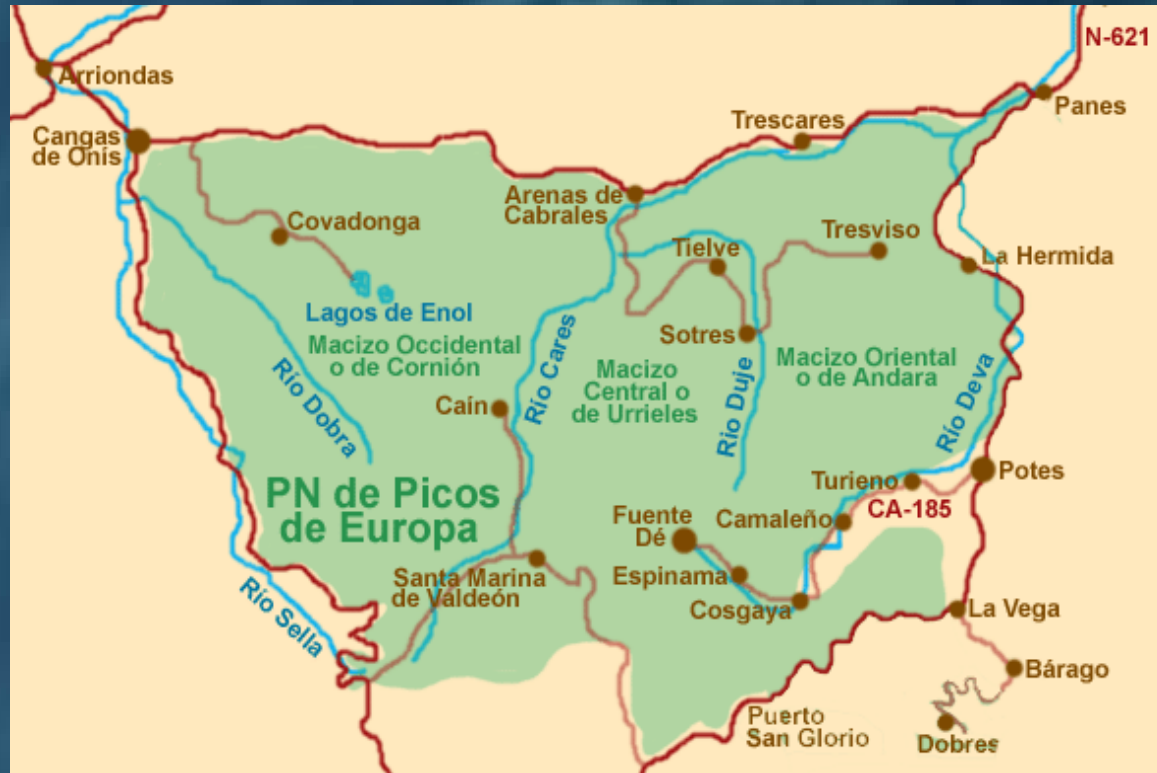 N-621
Arriondas
Panes
Cangas
de Onís
Trescares
Arenas de
Cabrales
Covadonga
Tielve
Tresviso
La Hermida
Lagos de Enol
Macizo Occidental
o de Cornión
Río Cares
Sotres
Macizo
Central o
de Urrieles
Río Duje
Macizo Oriental
o de Andara
Río Deva
Río Dobra
Caín
PN de Picos
de Europa
Turieno
Potes
CA-185
Fuente
Dé
Camaleño
Espinama
Santa Marina
de Valdeón
Cosgaya
La Vega
Río Sella
Bárago
Puerto
San Glorio
Dobres